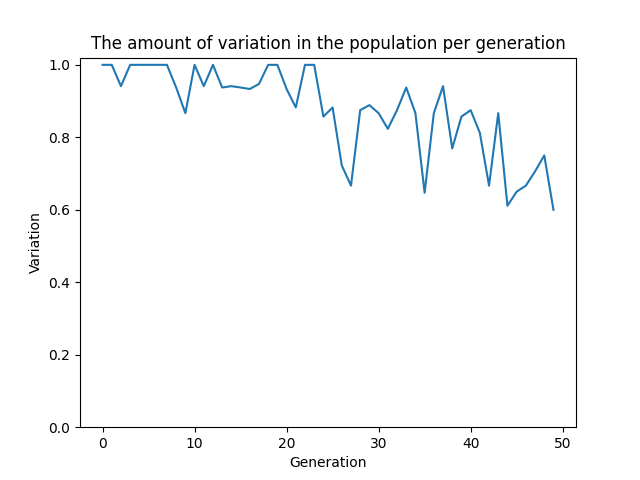 The amount of variation in the population per generation
1.0
0.8
0.6
0.4
0.2
0.0
Variation
0 10 20 30 40 50
Generation